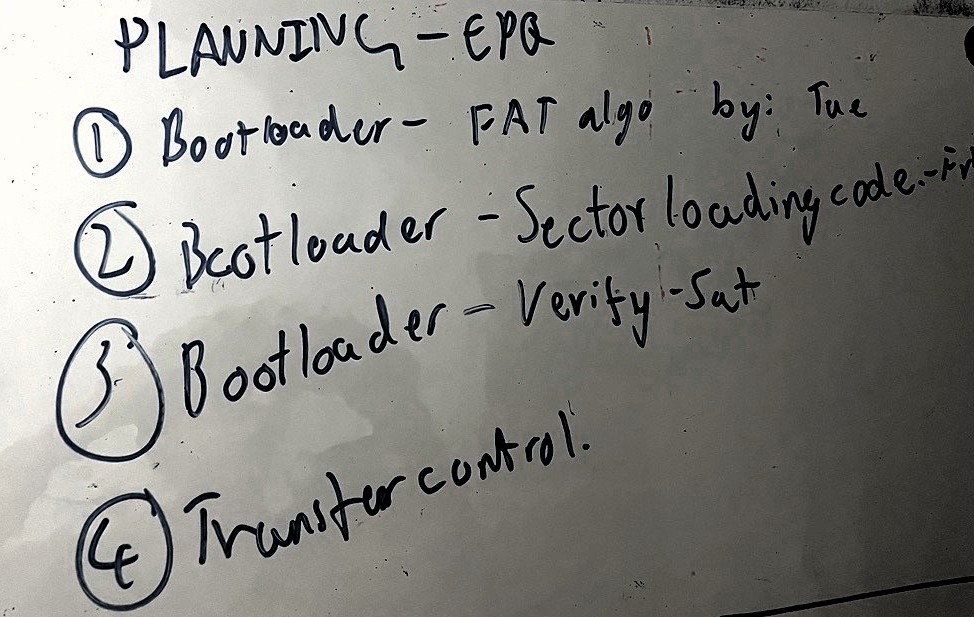 PLANNING - EPQ
① Bootloader - FAT algo by: Tue
② Bootloader - Sector loading code:-Fr
③ Bootloader - Verify - Sat
④ Transfer control.